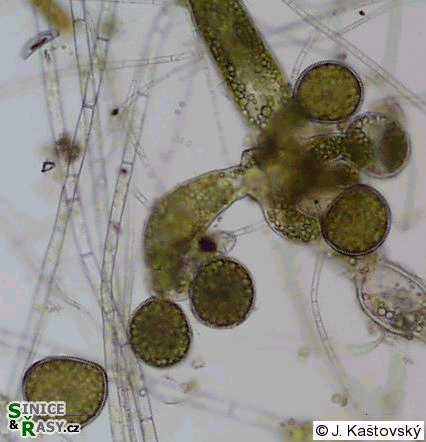 SINICE
& ŘASY.cz
© J. Kaštovský